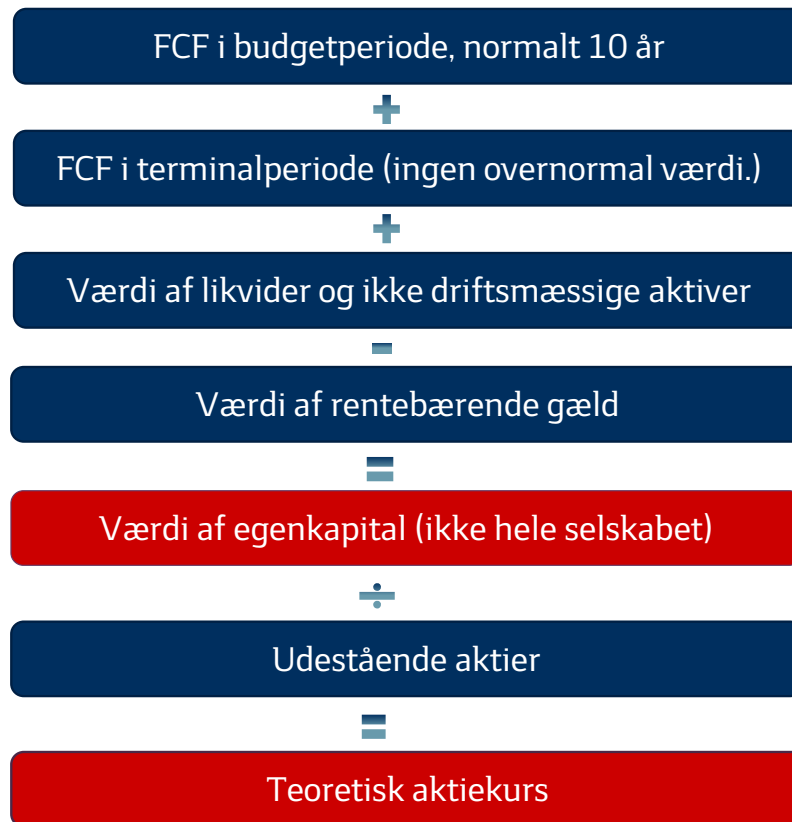 FCF i budgetperiode, normalt 10 år
+
FCF i terminalperiode (ingen overnormal værdi.)
+
Værdi af likvider og ikke driftsmæssige aktiver
-
Værdi af rentebærende gæld
=
Værdi af egenkapital (ikke hele selskabet)
÷
Udestående aktier
=
Teoretisk aktiekurs